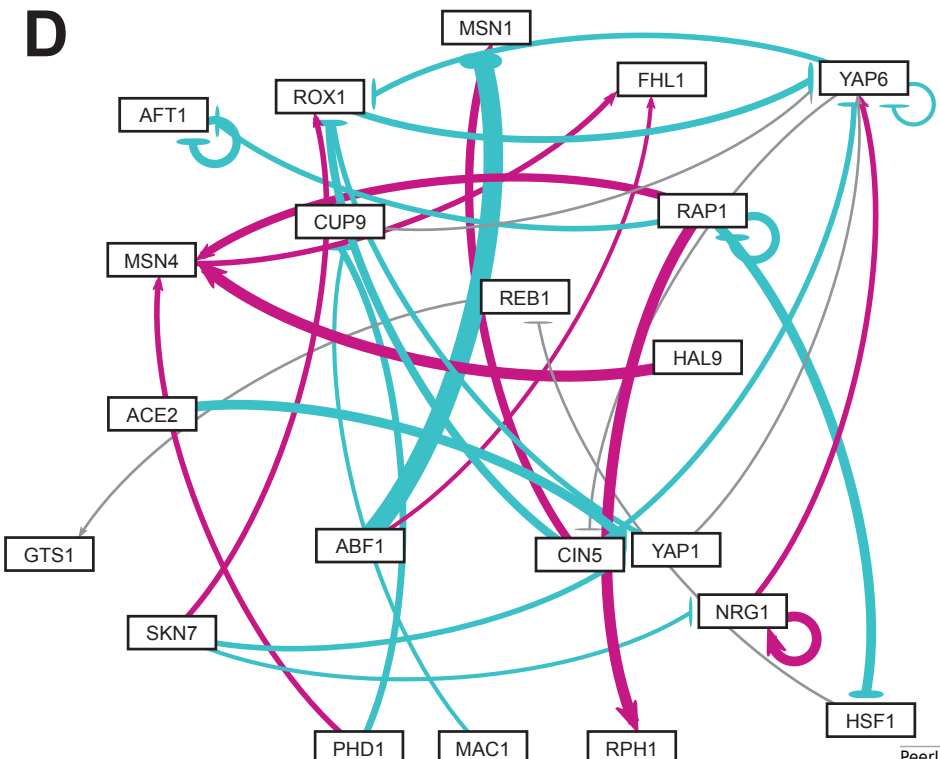 D
MSN1
FHL1
YAP6
ROX1
AFT1
RAP1
CUP9
MSN4
REB1
HAL9
ACE2
ABF1
GTS1
CIN5
YAP1
NRG1
SKN7
HSF1
PHD1
MAC1
RPH1
PeerJ